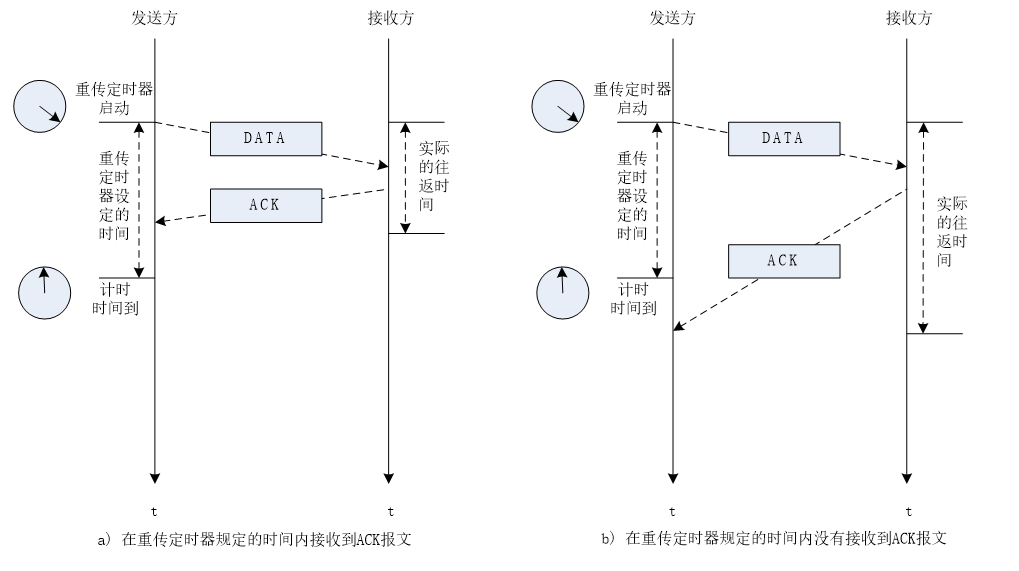 发送方
接收方
重传定时器
启动
DATA
重传
定时
器设
定的
时间
实际
的往
返时
间
ACK
计时
时间到
t
t
a) 在重传定时器规定的时间内接收到ACK报文
发送方
接收方
重传定时器
启动
DATA
重传
定时
器设
定的
时间
实际
的往
返时
间
ACK
计时
时间到
t
t
b) 在重传定时器规定的时间内没有接收到ACK报文